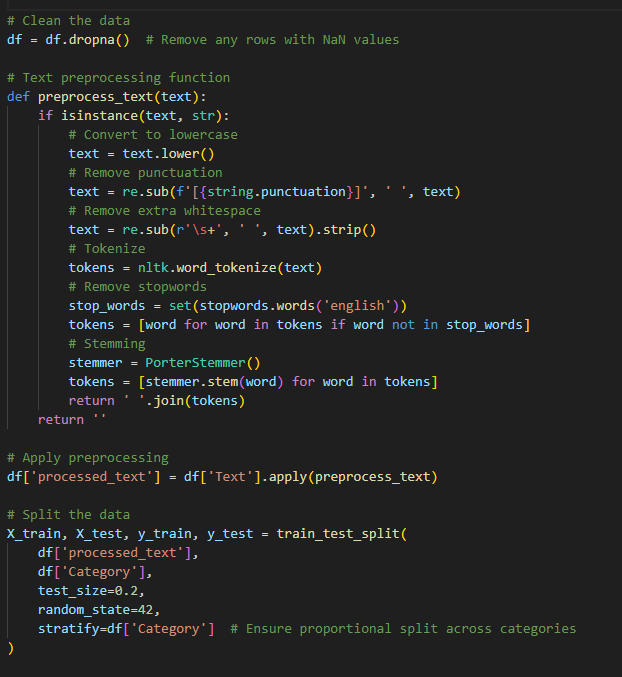 # Clean the data
df = df.dropna()  # Remove any rows with NaN values

# Text preprocessing function
def preprocess_text(text):
    if isinstance(text, str):
        # Convert to lowercase
        text = text.lower()
        # Remove punctuation
        text = re.sub(f'[{string.punctuation}]', ' ', text)
        # Remove extra whitespace
        text = re.sub(r'\s+', ' ', text).strip()
        # Tokenize
        tokens = nltk.word_tokenize(text)
        # Remove stopwords
        stop_words = set(stopwords.words('english'))
        tokens = [word for word in tokens if word not in stop_words]
        # Stemming
        stemmer = PorterStemmer()
        tokens = [stemmer.stem(word) for word in tokens]
        return ' '.join(tokens)
    return ''

# Apply preprocessing
df['processed_text'] = df['Text'].apply(preprocess_text)

# Split the data
X_train, X_test, y_train, y_test = train_test_split(
    df['processed_text'],
    df['Category'],
    test_size=0.2,
    random_state=42,
    stratify=df['Category']  # Ensure proportional split across categories
)